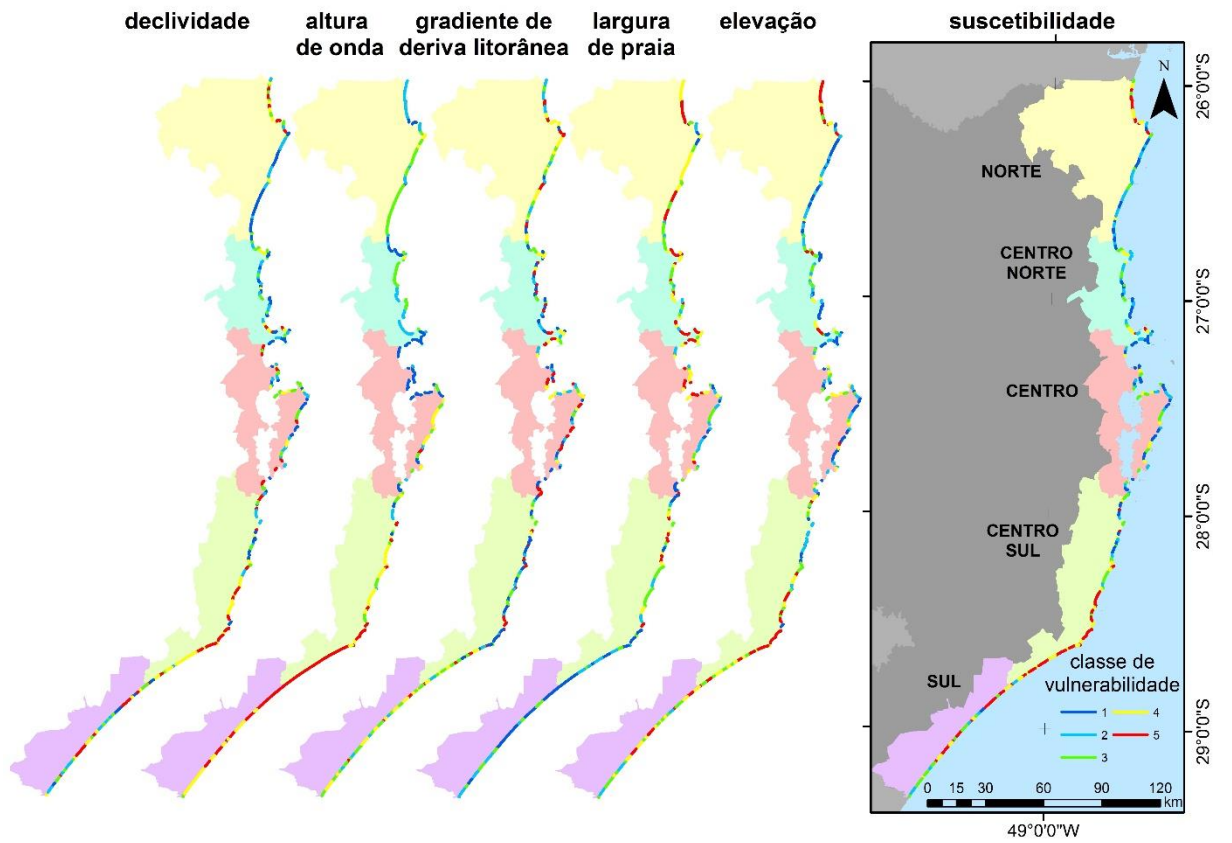 declividade
altura
de onda
gradiente de
deriva litorânea
largura
de praia
elevação
suscetibilidade
N
26°0'0"S
NORTE
CENTRO
NORTE
27°0'0"S
CENTRO
CENTRO
SUL
28°0'0"S
SUL
classe de
vulnerabilidade
1
4
2
5
3
29°0'0"S
0 15 30 60 90 120
km
49°0'0"W